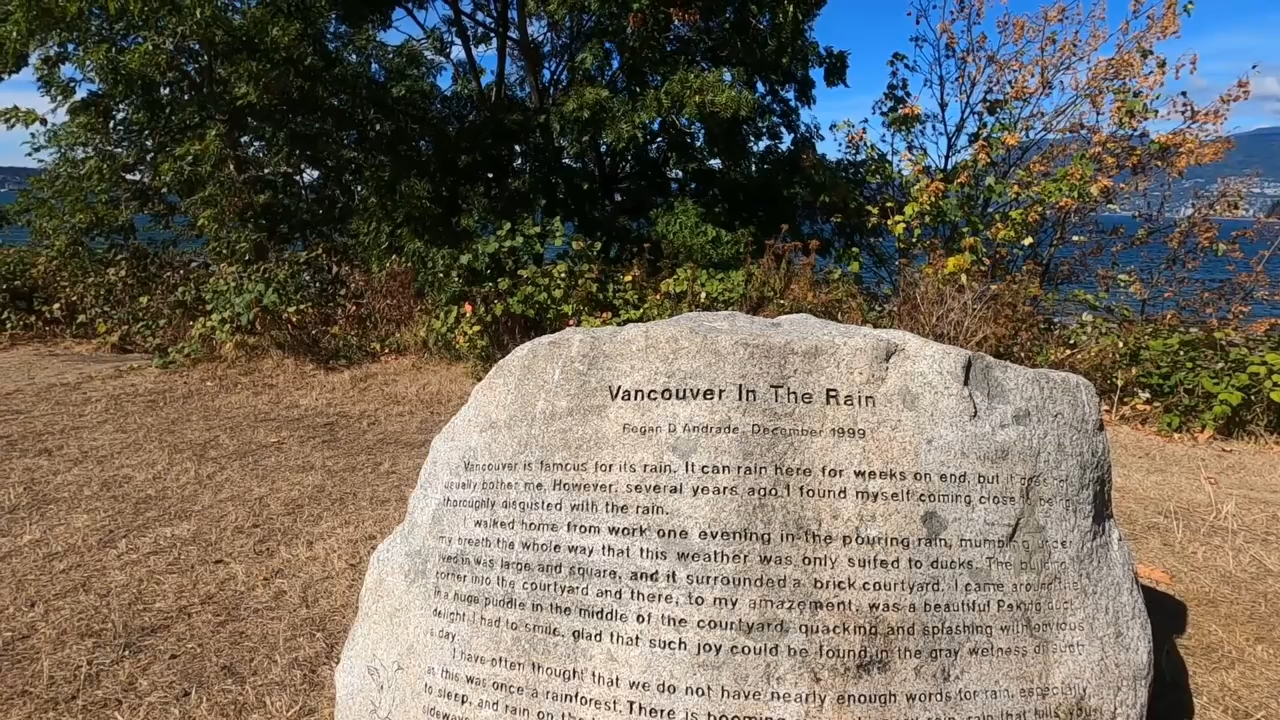 Vancouver In The Rain
Fegan D Andrade, December 1999
Vancouver is famous for its rain. It can rain here for weeks on end, but it does not
usually bother me. However, several years ago I found myself coming close to being
thoroughly disgusted with the rain.
I walked home from work one evening in the pouring rain, mumbling under
my breath the whole way that this weather was only suited to ducks. The building I
lived in was large and square, and it surrounded a brick courtyard. I came around the
corner into the courtyard and there, to my amazement, was a beautiful Peking duck
in a huge puddle in the middle of the courtyard, quacking and splashing with obvious
delight. I had to smile, glad that such joy could be found in the gray wetness of such
a day.
I have often thought that we do not have nearly enough words for rain, especially
as this was once a rainforest. There is booming rain, rain that lulls you
to sleep, and rain on the
sideways